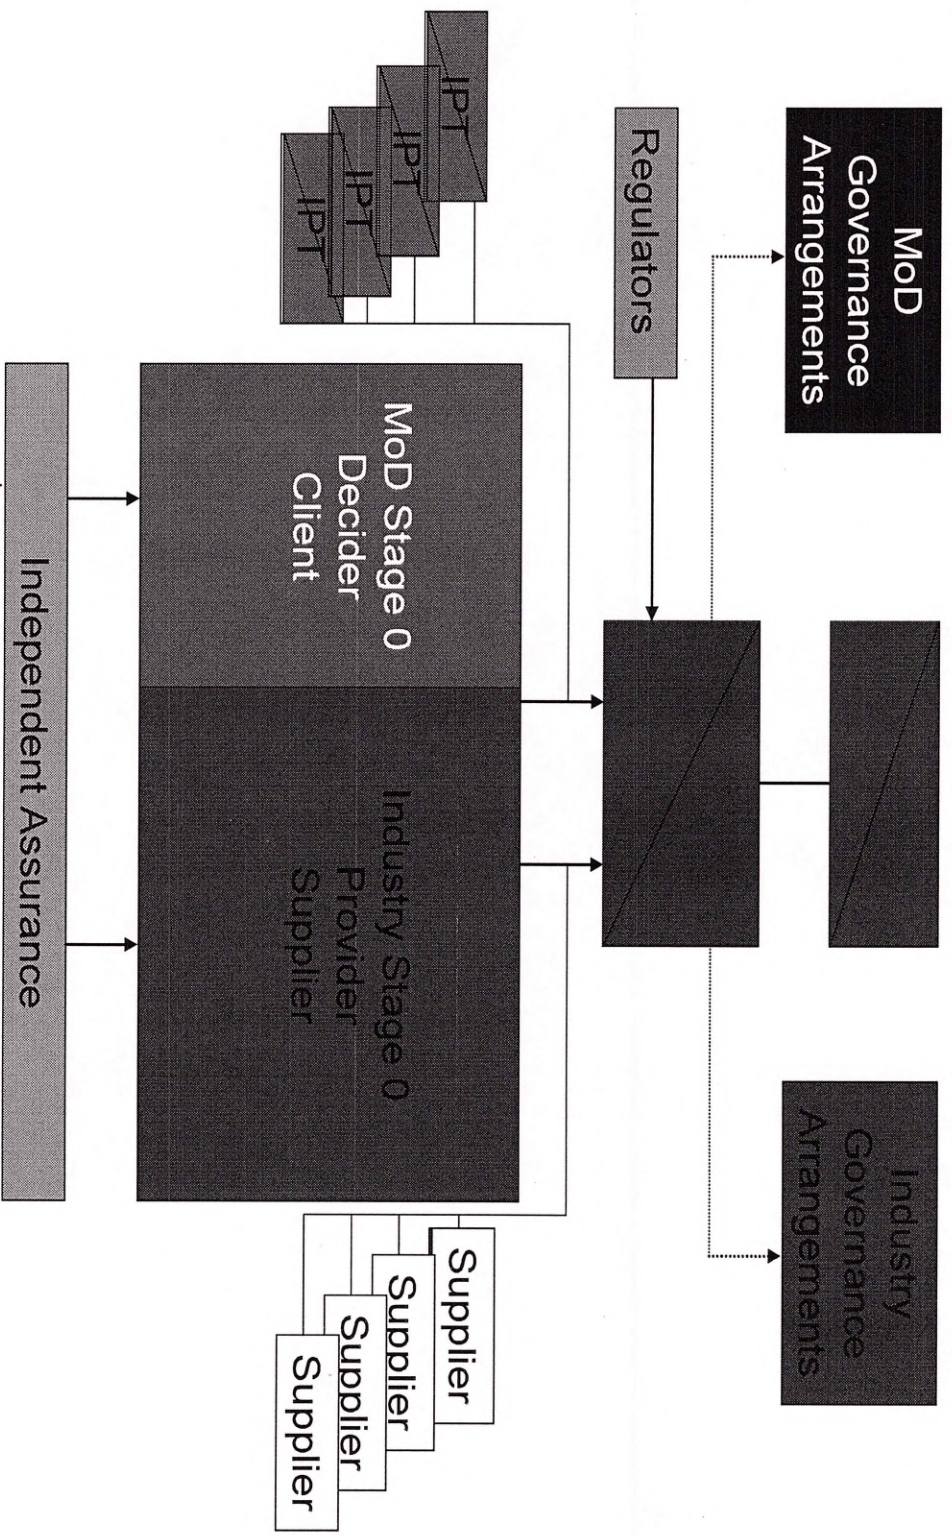 MoD
Governance
Arrangements
Industry
Governance
Arrangements
Regulators
IPT
IPT
IPT
IPT
MoD Stage 0
Decider
Client
Industry Stage 0
Provider
Supplier
Supplier
Supplier
Supplier
Supplier
Independent Assurance